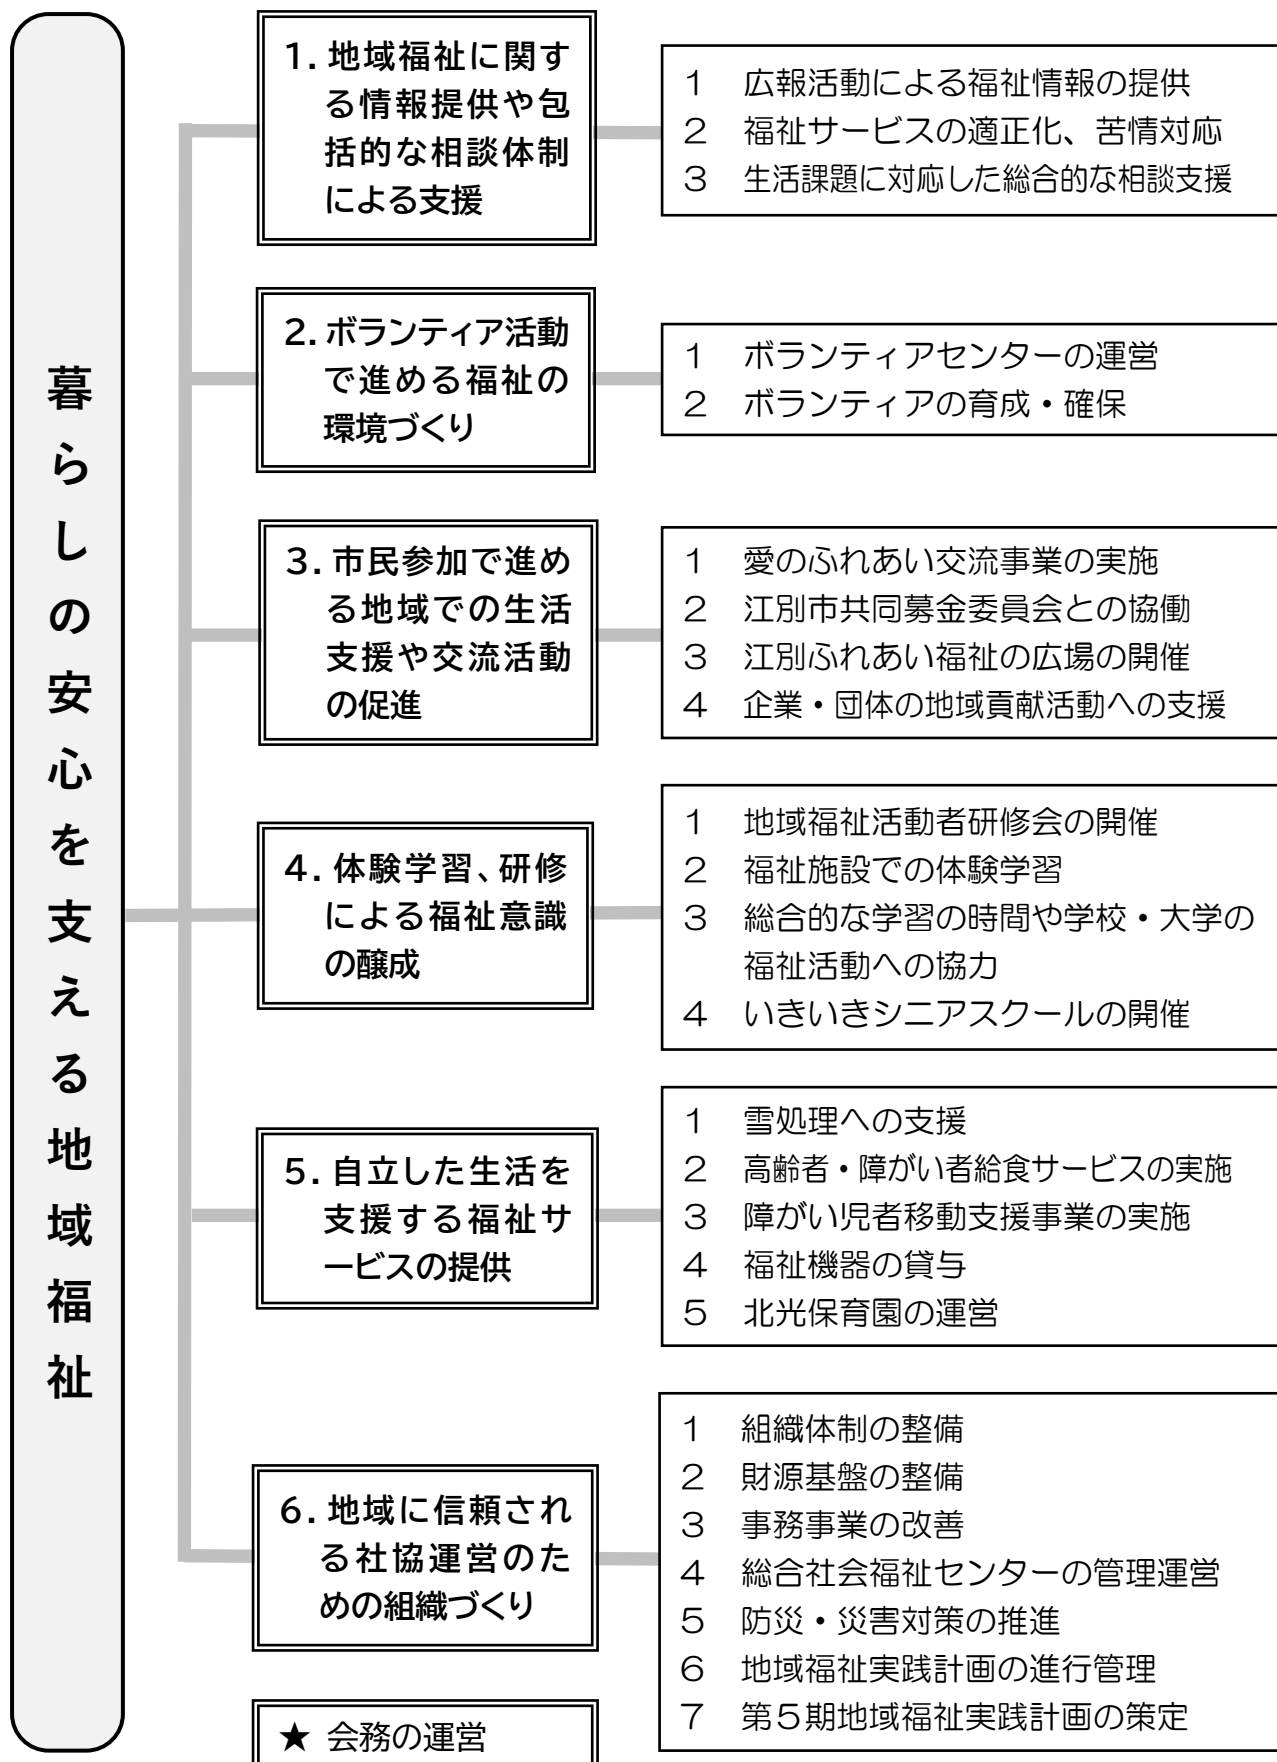 暮らしの安心を支える地域福祉
1. 地域福祉に関す
る情報提供や包
括的な相談体制
による支援
1 広報活動による福祉情報の提供
2 福祉サービスの適正化、苦情対応
3 生活課題に対応した総合的な相談支援
2. ボランティア活動
で進める福祉の
環境づくり
1 ボランティアセンターの運営
2 ボランティアの育成・確保
3. 市民参加で進め
る地域での生活
支援や交流活動
の促進
1 愛のふれあい交流事業の実施
2 江別市共同募金委員会との協働
3 江別ふれあい福祉の広場の開催
4 企業・団体の地域貢献活動への支援
4. 体験学習、研修
による福祉意識
の醸成
1 地域福祉活動者研修会の開催
2 福祉施設での体験学習
3 総合的な学習の時間や学校・大学の
福祉活動への協力
4 いきいきシニアスクールの開催
5. 自立した生活を
支援する福祉サ
ービスの提供
1 雪処理への支援
2 高齢者・障がい者給食サービスの実施
3 障がい児者移動支援事業の実施
4 福祉機器の貸与
5 北光保育園の運営
6. 地域に信頼され
る社協運営のた
めの組織づくり
1 組織体制の整備
2 財源基盤の整備
3 事務事業の改善
4 総合社会福祉センターの管理運営
5 防災・災害対策の推進
6 地域福祉実践計画の進行管理
7 第5期地域福祉実践計画の策定
★ 会務の運営